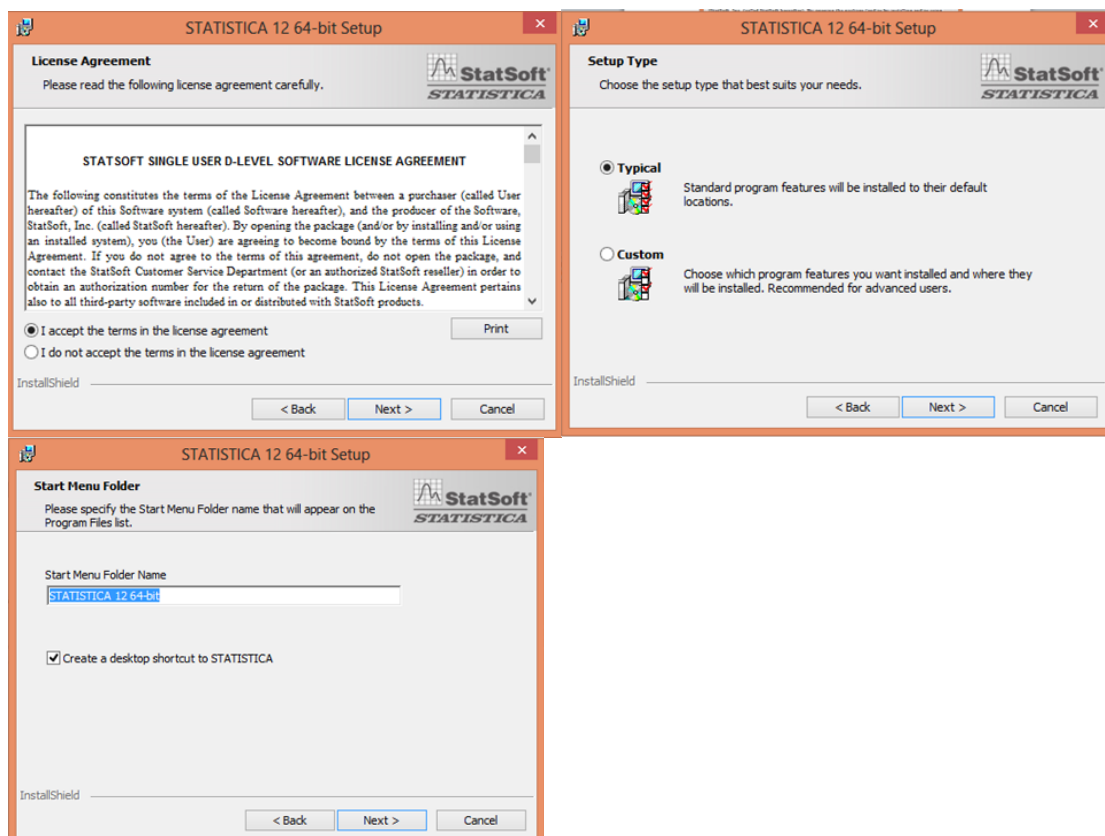 STATISTICA 12 64-bit Setup
License Agreement
Please read the following license agreement carefully.
StatSoft
STATISTICA
STATSOFT SINGLE USER D-LEVEL SOFTWARE LICENSE AGREEMENT
The following constitutes the terms of the License Agreement between a purchaser (called User
hereafter) of this Software system (called Software hereafter), and the producer of the Software,
StatSoft, Inc. (called StatSoft hereafter). By opening the package (and/or by installing and/or using
an installed system), you (the User) are agreeing to become bound by the terms of this License
Agreement. If you do not agree to the terms of this agreement, do not open the package, and
contact the StatSoft Customer Service Department (or an authorized StatSoft reseller) in order to
obtain an authorization number for the return of the package. This License Agreement pertains
also to all third-party software included in or distributed with StatSoft products.
I accept the terms in the license agreement
Print
I do not accept the terms in the license agreement
InstallShield
< Back
Next >
Cancel
STATISTICA 12 64-bit Setup
Setup Type
Choose the setup type that best suits your needs.
StatSoft
STATISTICA
Typical
Standard program features will be installed to their default
locations.
Custom
Choose which program features you want installed and where they
will be installed. Recommended for advanced users.
InstallShield
< Back
Next >
Cancel
STATISTICA 12 64-bit Setup
Start Menu Folder
Please specify the Start Menu Folder name that will appear on the
Program Files list.
StatSoft
STATISTICA
Start Menu Folder Name
STATISTICA 12 64-bit
Create a desktop shortcut to STATISTICA
InstallShield
< Back
Next >
Cancel